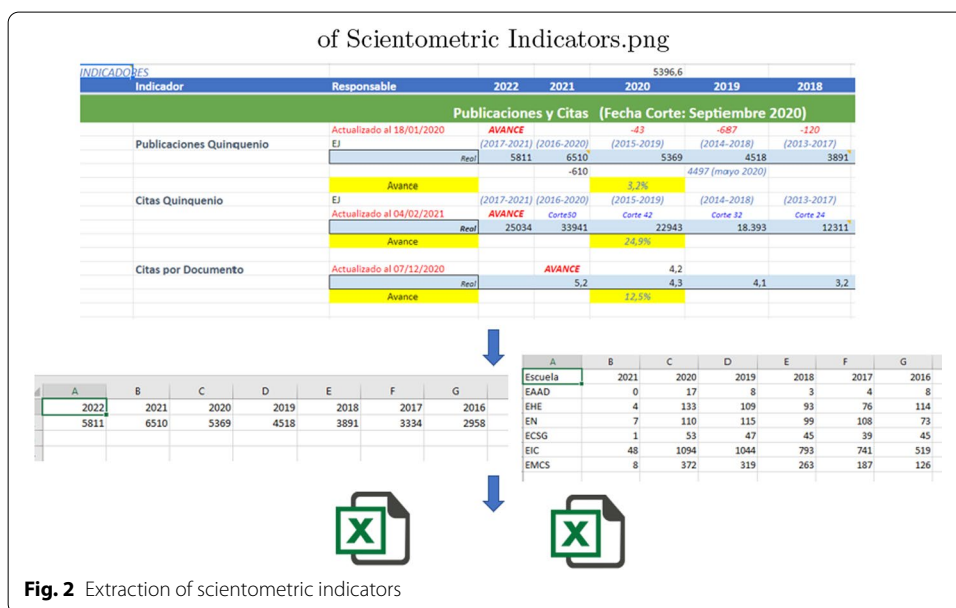 of Scientometric Indicators.png
INDICADORES 5396,6
Indicador Responsable 2022 2021 2020 2019 2018
Publicaciones y Citas (Fecha Corte: Septiembre 2020)
Actualizado al 18/01/2020 AVANCE -43 -687 -120
Publicaciones Quinquenio EJ (2017-2021) (2016-2020) (2015-2019) (2014-2018) (2013-2017)
Real 5811 6510 5369 4518 3891
-610 4497 (mayo 2020)
Avance 3,2%
Citas Quinquenio EJ (2017-2021) (2016-2020) (2015-2019) (2014-2018) (2013-2017)
Actualizado al 04/02/2021 AVANCE Corte50 Corte 42 Corte 32 Corte 24
Real 25034 33941 22943 18.393 12311
Avance 24,9%
Citas por Documento Actualizado al 07/12/2020 AVANCE 4,2
Real 5,2 4,3 4,1 3,2
Avance 12,5%
A B C D E F G
2022 2021 2020 2019 2018 2017 2016
5811 6510 5369 4518 3891 3334 2958
A B C D E F G
Escuela 2021 2020 2019 2018 2017 2016
EAAD 0 17 8 3 4 8
EHE 4 133 109 93 76 114
EN 7 110 115 99 108 73
ECSG 1 53 47 45 39 45
EIC 48 1094 1044 793 741 519
EMCS 8 372 319 263 187 126
X X
Fig. 2 Extraction of scientometric indicators